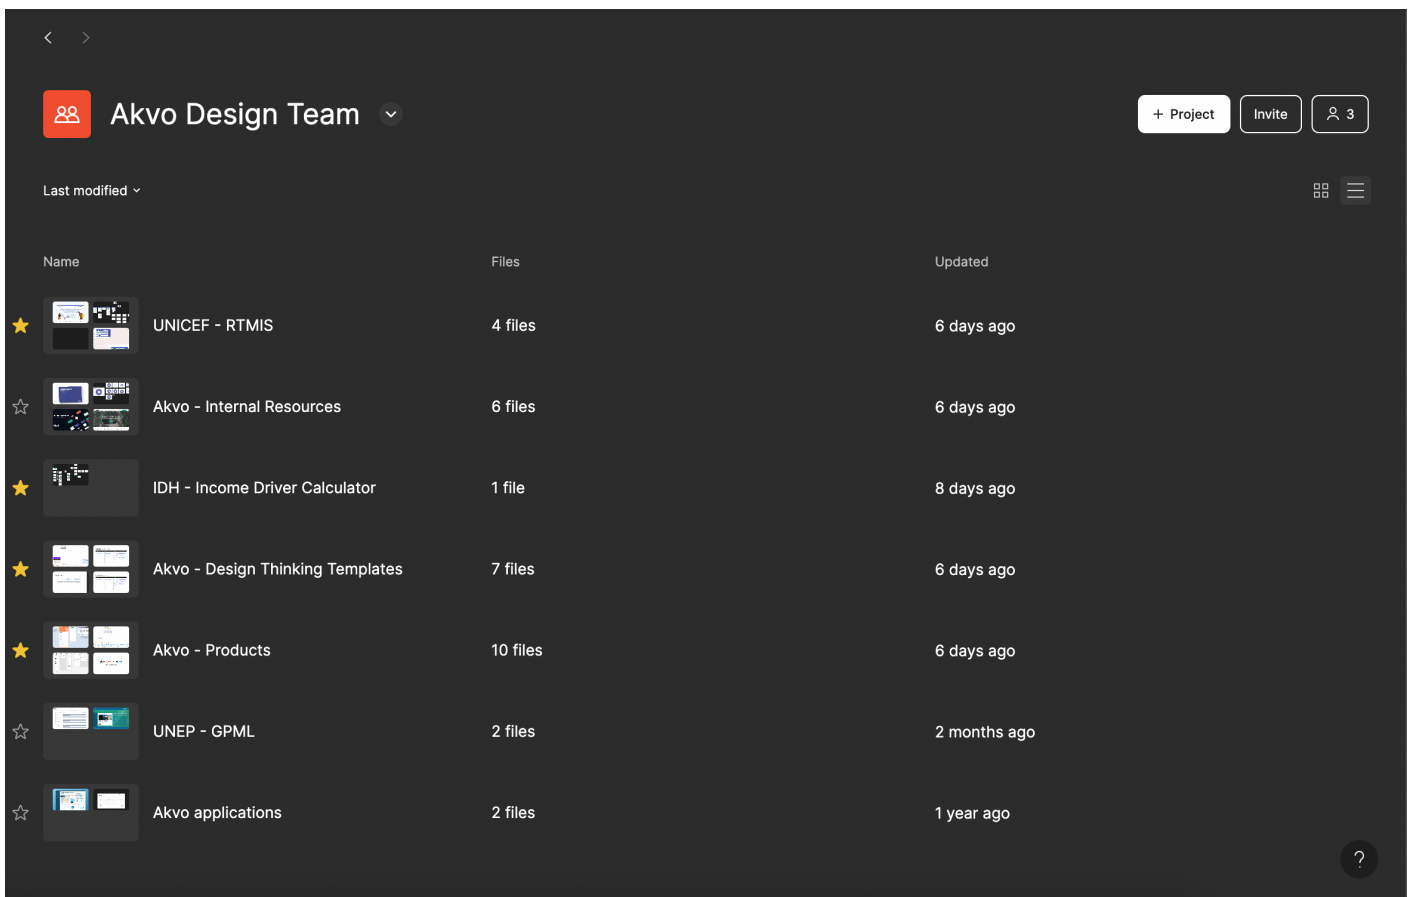 Akvo Design Team
+ Project
Invite
3
Last modified
Name Files Updated
UNICEF - RTMIS 4 files 6 days ago
Akvo - Internal Resources 6 files 6 days ago
IDH - Income Driver Calculator 1 file 8 days ago
Akvo - Design Thinking Templates 7 files 6 days ago
Akvo - Products 10 files 6 days ago
UNEP - GPML 2 files 2 months ago
Akvo applications 2 files 1 year ago
?